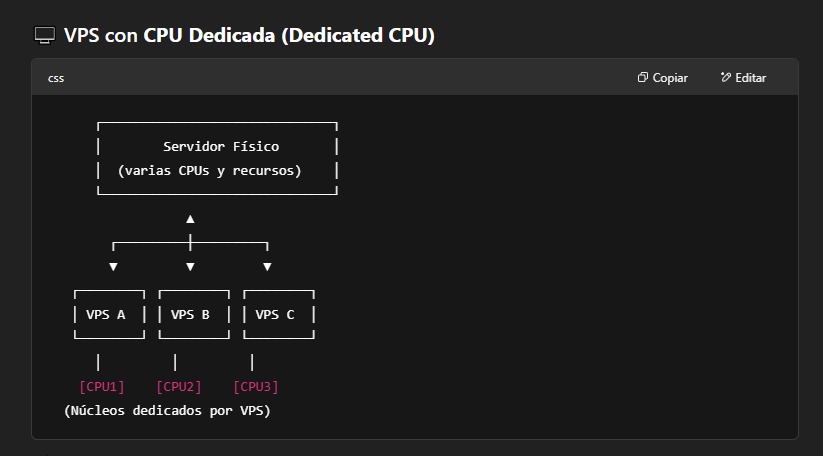 VPS con CPU Dedicada (Dedicated CPU)
css
Copiar
Editar
Servidor Físico
(varias CPUs y recursos)
VPS A
VPS B
VPS C
[CPU1] [CPU2] [CPU3]
(Núcleos dedicados por VPS)